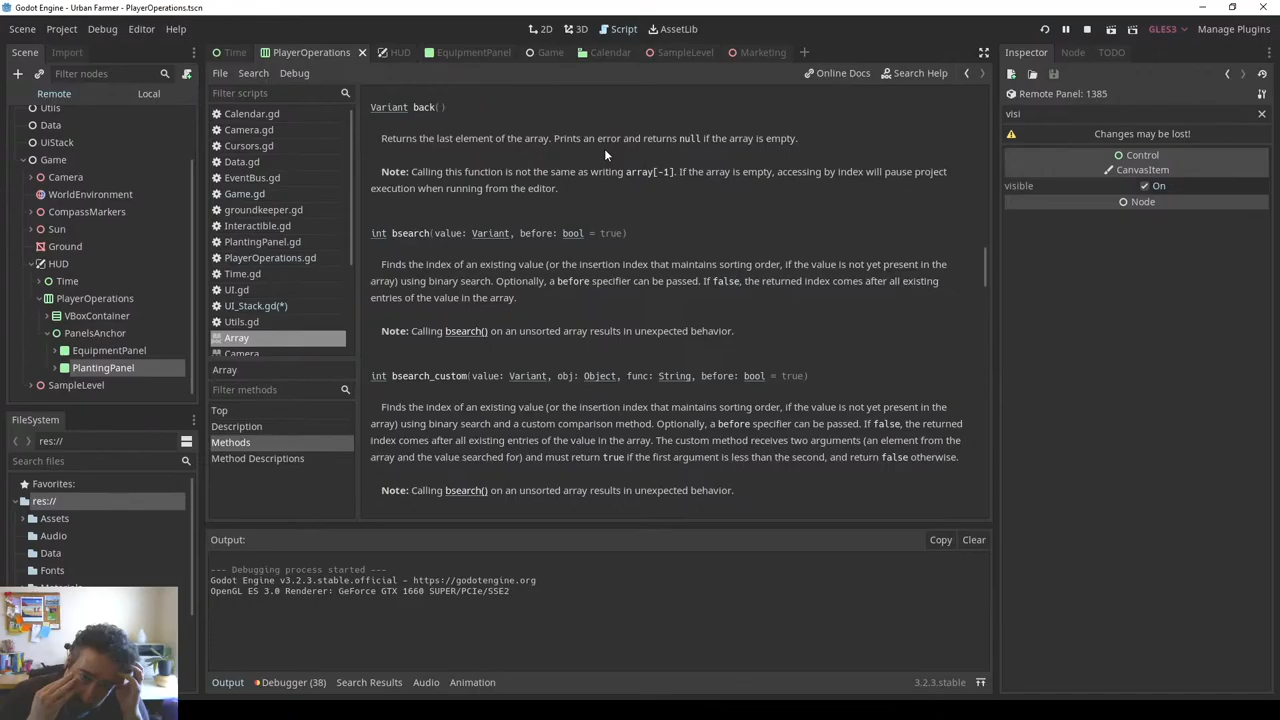 Godot Engine - Urban Farmer - PlayerOperations.tscn
Scene Project Debug Editor Help
2D 3D Script AssetLib
GLES3 Manage Plugins
Scene Import
Filter nodes
Remote Local
Utils
Data
UiStack
Game
Camera
WorldEnvironment
CompassMarkers
Sun
Ground
HUD
Time
PlayerOperations
VBoxContainer
PanelsAnchor
EquipmentPanel
PlantingPanel
SampleLevel
FileSystem
res://
Search files
Favorites:
res://
Assets
Audio
Data
Fonts
Time PlayerOperations HUD EquipmentPanel Game Calendar SampleLevel Marketing
File Search Debug
Online Docs Search Help
Filter scripts
Calendar.gd
Camera.gd
Cursors.gd
Data.gd
EventBus.gd
Game.gd
groundkeeper.gd
Interactible.gd
PlantingPanel.gd
PlayerOperations.gd
Time.gd
UI.gd
UI_Stack.gd(*)
Utils.gd
Array
Camera
Array
Filter methods
Top
Description
Methods
Method Descriptions
Variant back()
Returns the last element of the array. Prints an error and returns null if the array is empty.
Note: Calling this function is not the same as writing array[-1]. If the array is empty, accessing by index will pause project
execution when running from the editor.
int bsearch(value: Variant, before: bool = true)
Finds the index of an existing value (or the insertion index that maintains sorting order, if the value is not yet present in the
array) using binary search. Optionally, a before specifier can be passed. If false, the returned index comes after all existing
entries of the value in the array.
Note: Calling bsearch() on an unsorted array results in unexpected behavior.
int bsearch_custom(value: Variant, obj: Object, func: String, before: bool = true)
Finds the index of an existing value (or the insertion index that maintains sorting order, if the value is not yet present in the
array) using binary search and a custom comparison method. Optionally, a before specifier can be passed. If false, the returned
index comes after all existing entries of the value in the array. The custom method receives two arguments (an element from the
array and the value searched for) and must return true if the first argument is less than the second, and return false otherwise.
Note: Calling bsearch() on an unsorted array results in unexpected behavior.
Output:
Copy Clear
--- Debugging process started ---
Godot Engine v3.2.3.stable.official - https://godotengine.org
OpenGL ES 3.0 Renderer: GeForce GTX 1660 SUPER/PCIe/SSE2
Output Debugger (38) Search Results Audio Animation
3.2.3.stable
Inspector Node TODO
Remote Panel: 1385
visi
Changes may be lost!
Control
CanvasItem
visible On
Node